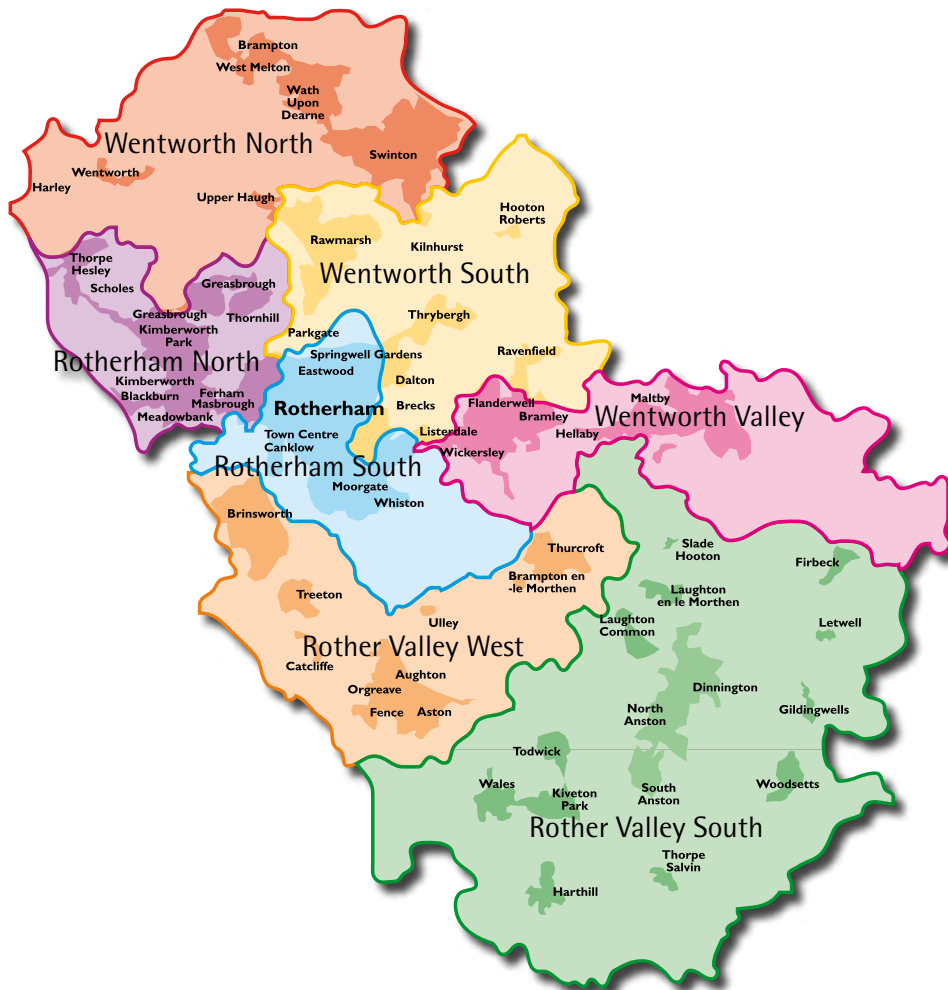 Brampton
West Melton
Wath
Upon
Dearne
Wentworth North
Swinton
Wentworth
Harley
Upper Haugh
Hooton
Roberts
Rawmarsh
Kilnhurst
Wentworth South
Thorpe
Hesley
Scholes
Greasbrough
Greasbrough
Thornhill
Kimberworth
Park
Thrybergh
Parkgate
Springwell Gardens
Eastwood
Ravenfield
Rotherham North
Kimberworth
Blackburn
Ferham
Masbrough
Meadowbank
Dalton
Rotherham
Brecks
Flanderwell
Bramley
Maltby
Wentworth Valley
Hellaby
Listerdale
Wickersley
Town Centre
Canklow
Rotherham South
Moorgate
Whiston
Brinsworth
Thurcroft
Brampton en
-le Morthen
Slade
Hooton
Firbeck
Treeton
Laughton
en le Morthen
Ulley
Laughton
Common
Letwell
Rother Valley West
Catcliffe
Aughton
Orgreave
Fence
Aston
Dinnington
North
Anston
Gildingwells
Todwick
Wales
Kiveton
Park
South
Anston
Woodsetts
Rother Valley South
Thorpe
Salvin
Harthill